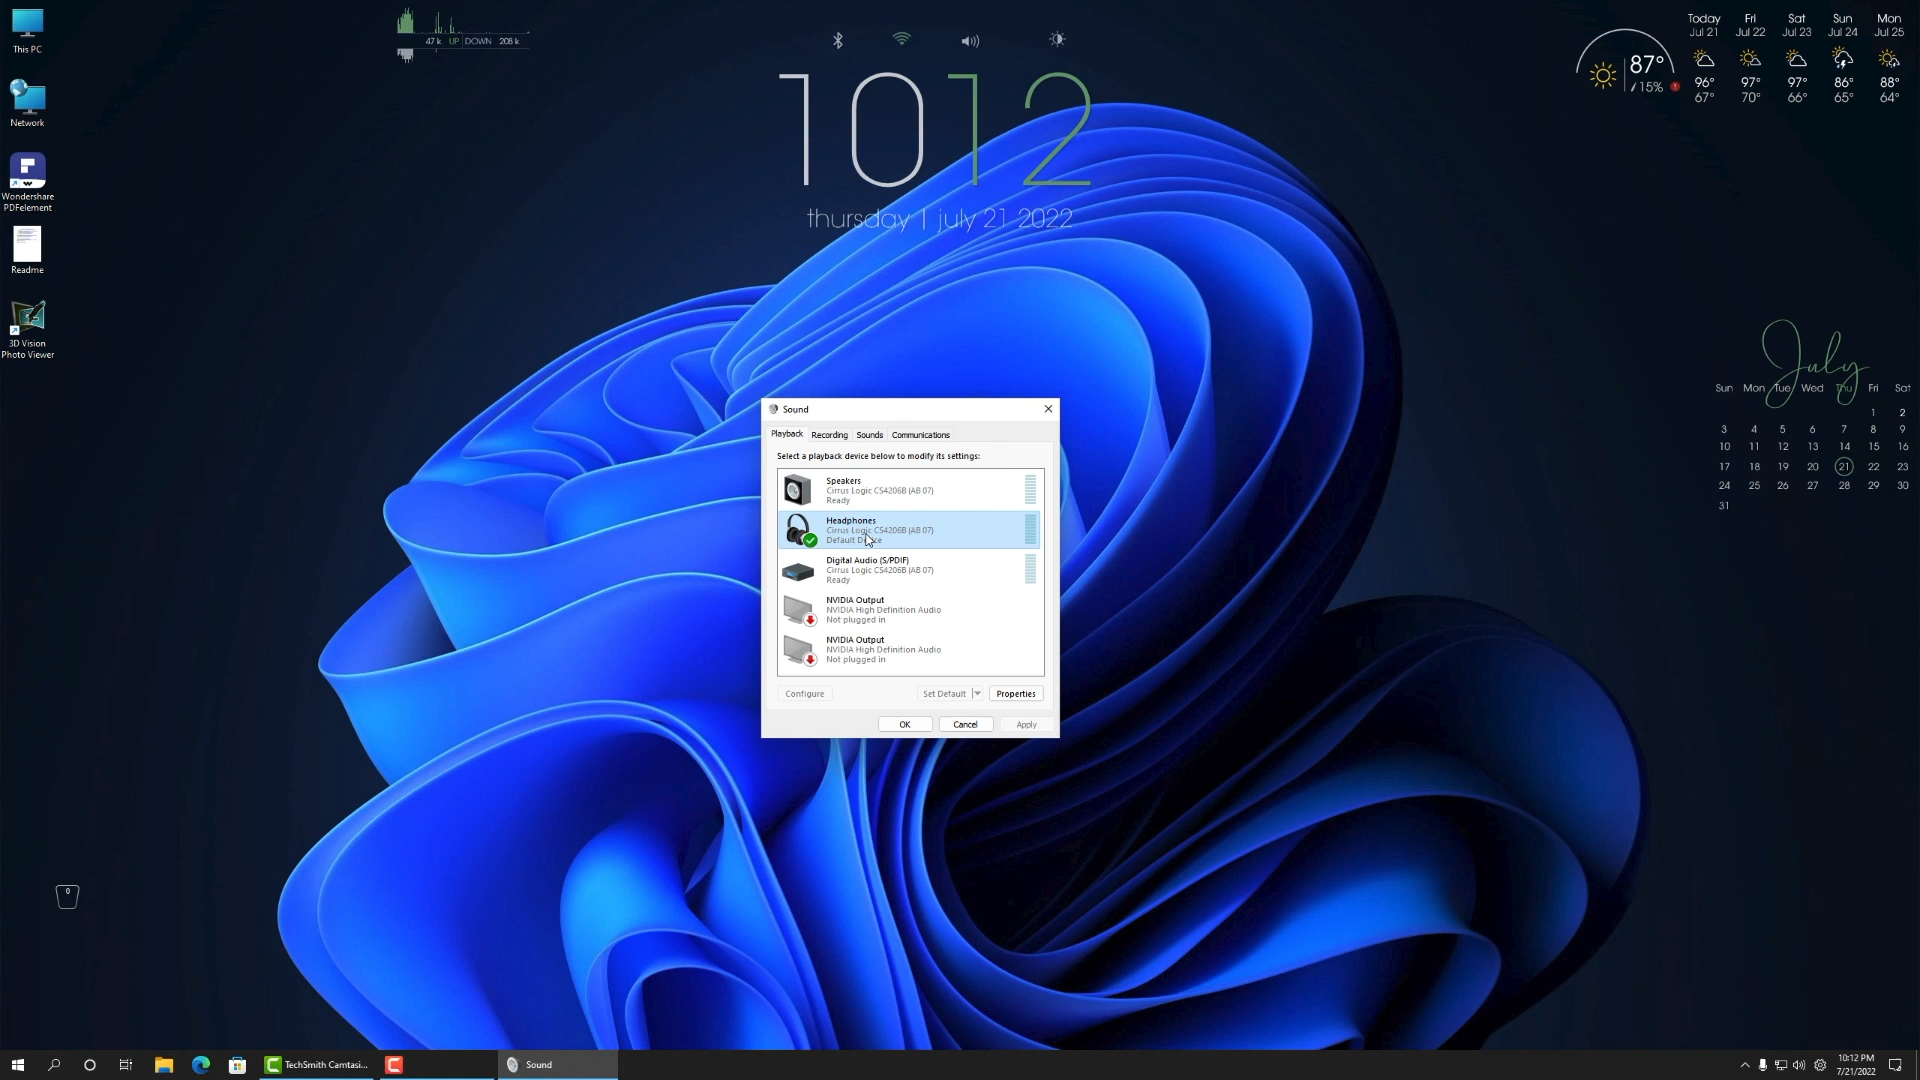 This PC
Network
Wondershare
PDFelement
Readme
3D Vision
Photo Viewer
0
47 k UP DOWN 208 k
1012
thursday | july 21 2022
87°
15%
Today Fri Sat Sun Mon
Jul 21 Jul 22 Jul 23 Jul 24 Jul 25
96° 97° 97° 86° 88°
67° 70° 66° 65° 64°
July
Sun Mon Tue Wed Thu Fri Sat
1 2
3 4 5 6 7 8 9
10 11 12 13 14 15 16
17 18 19 20 21 22 23
24 25 26 27 28 29 30
31
Sound
Playback Recording Sounds Communications
Select a playback device below to modify its settings:
Speakers
Cirrus Logic CS4206B (AB 07)
Ready
Headphones
Cirrus Logic CS4206B (AB 07)
Default Device
Digital Audio (S/PDIF)
Cirrus Logic CS4206B (AB 07)
Ready
NVIDIA Output
NVIDIA High Definition Audio
Not plugged in
NVIDIA Output
NVIDIA High Definition Audio
Not plugged in
Configure Set Default Properties
OK Cancel Apply
TechSmith Camtasi...
Sound
10:12 PM
7/21/2022